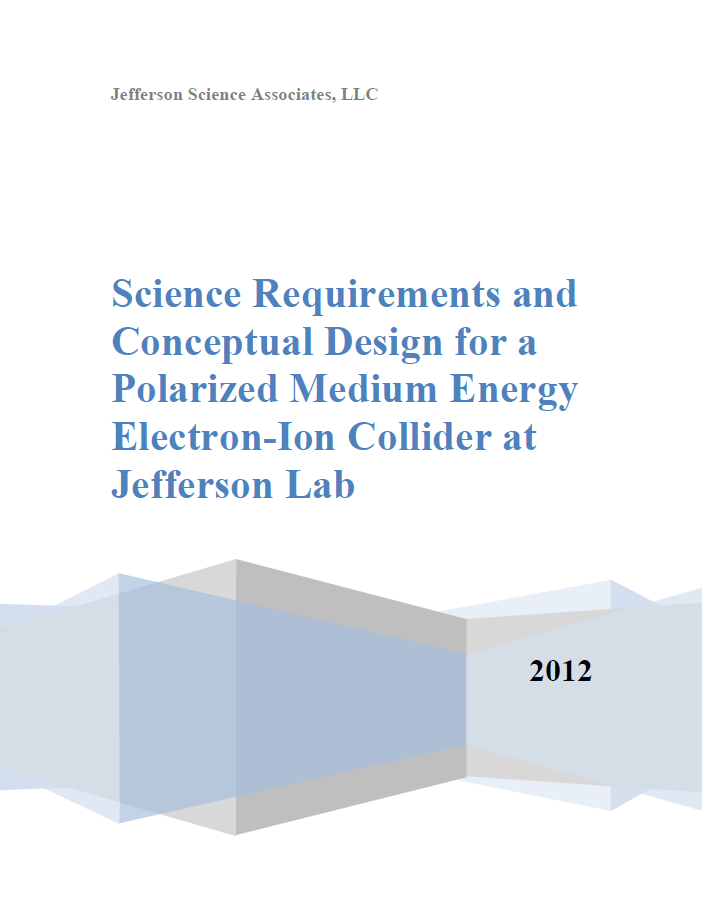 Jefferson Science Associates, LLC
Science Requirements and
Conceptual Design for a
Polarized Medium Energy
Electron-Ion Collider at
Jefferson Lab
2012